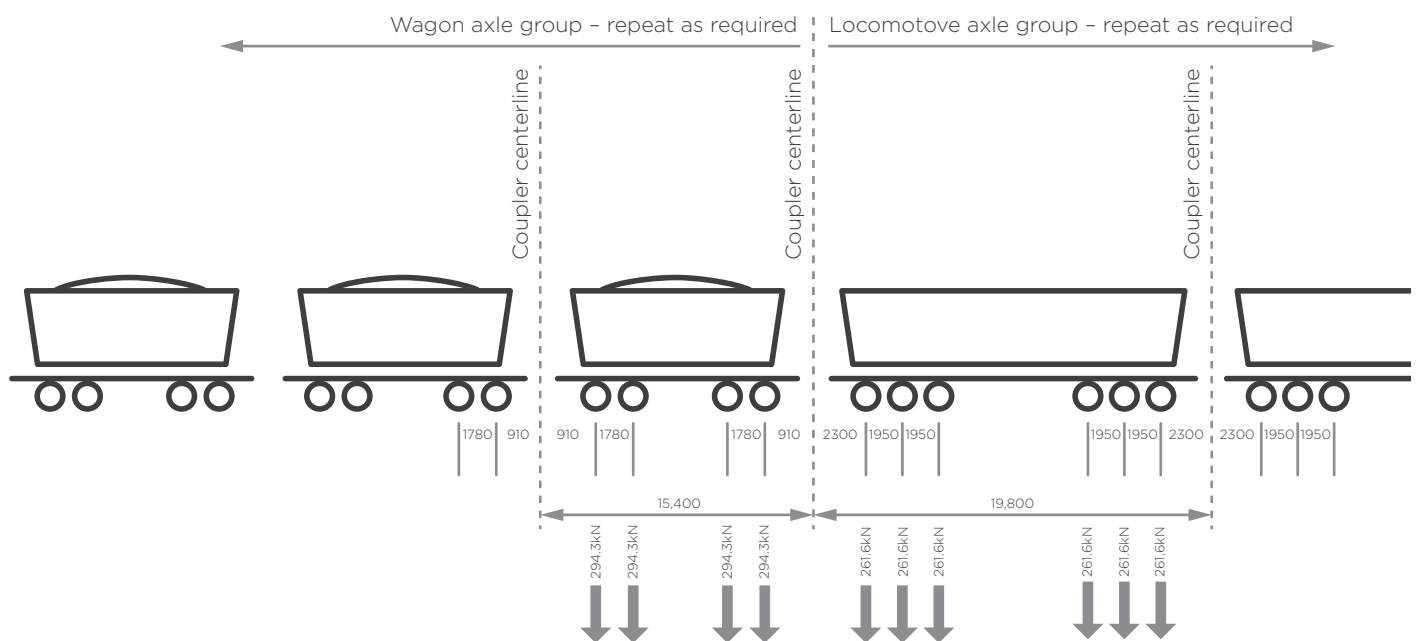 Wagon axle group – repeat as required
Locomotove axle group – repeat as required
Coupler centerline
Coupler centerline
Coupler centerline
1780 910 910 1780 1780 910 2300 1950 1950 1950 1950 2300 2300 1950 1950
15,400 19,800
294.3kN
294.3kN
294.3kN
294.3kN
261.6kN
261.6kN
261.6kN
261.6kN
261.6kN
261.6kN